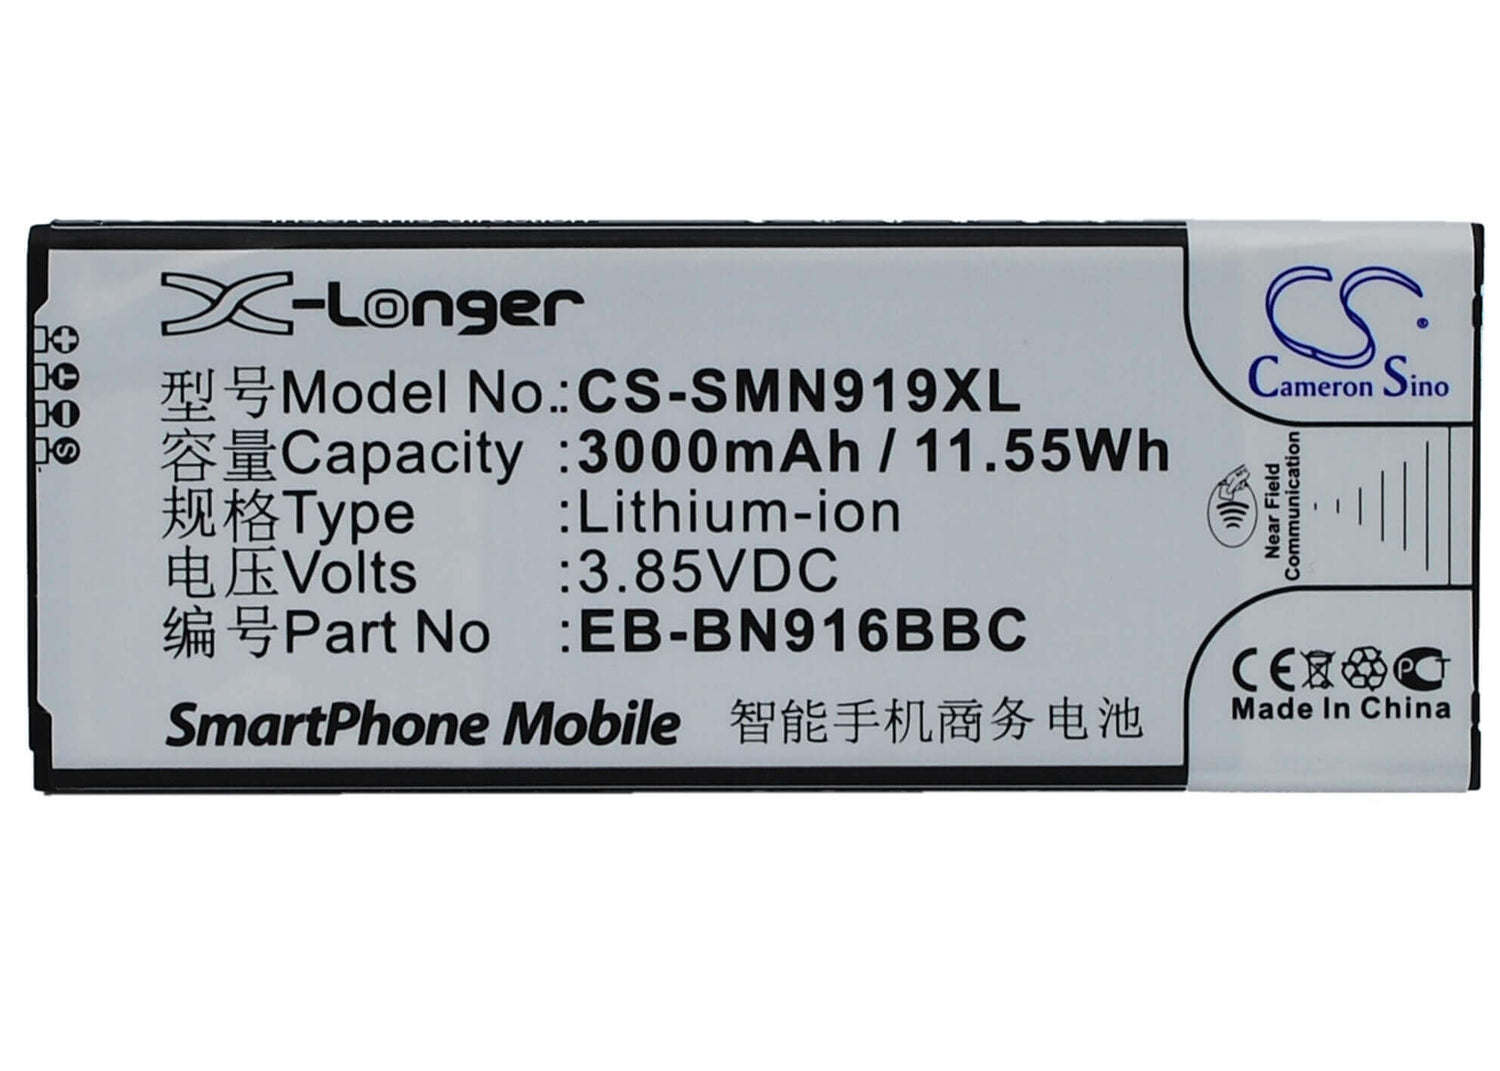 X-Longer
型号Model No.:CS-SMN919XL
容量Capacity :3000mAh / 11.55Wh
规格Type :Lithium-ion
电压Volts :3.85VDC
编号Part No :EB-BN916BBC
SmartPhone Mobile 智能手机商务电池
+
T
−
S
CS®
Cameron Sino
Near Field
Communication
CE PCT
Made In China